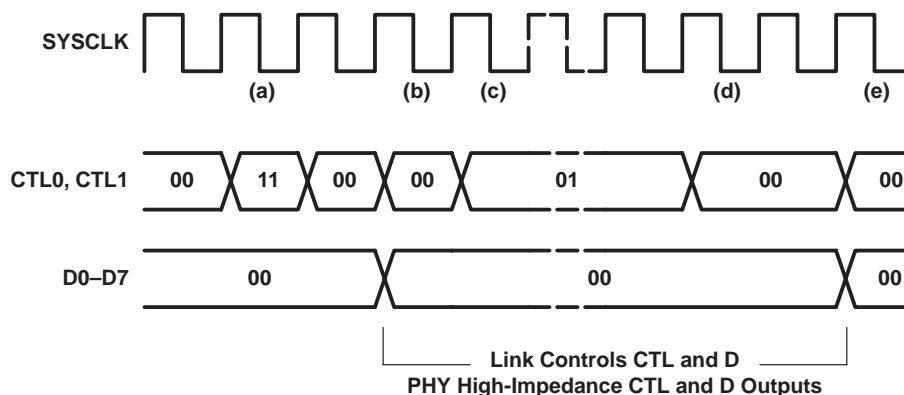 SYSCLK
(a) (b) (c) (d) (e)
CTL0, CTL1 00 11 00 00 01 00 00
D0–D7 00 00 00
Link Controls CTL and D
PHY High-Impedance CTL and D Outputs